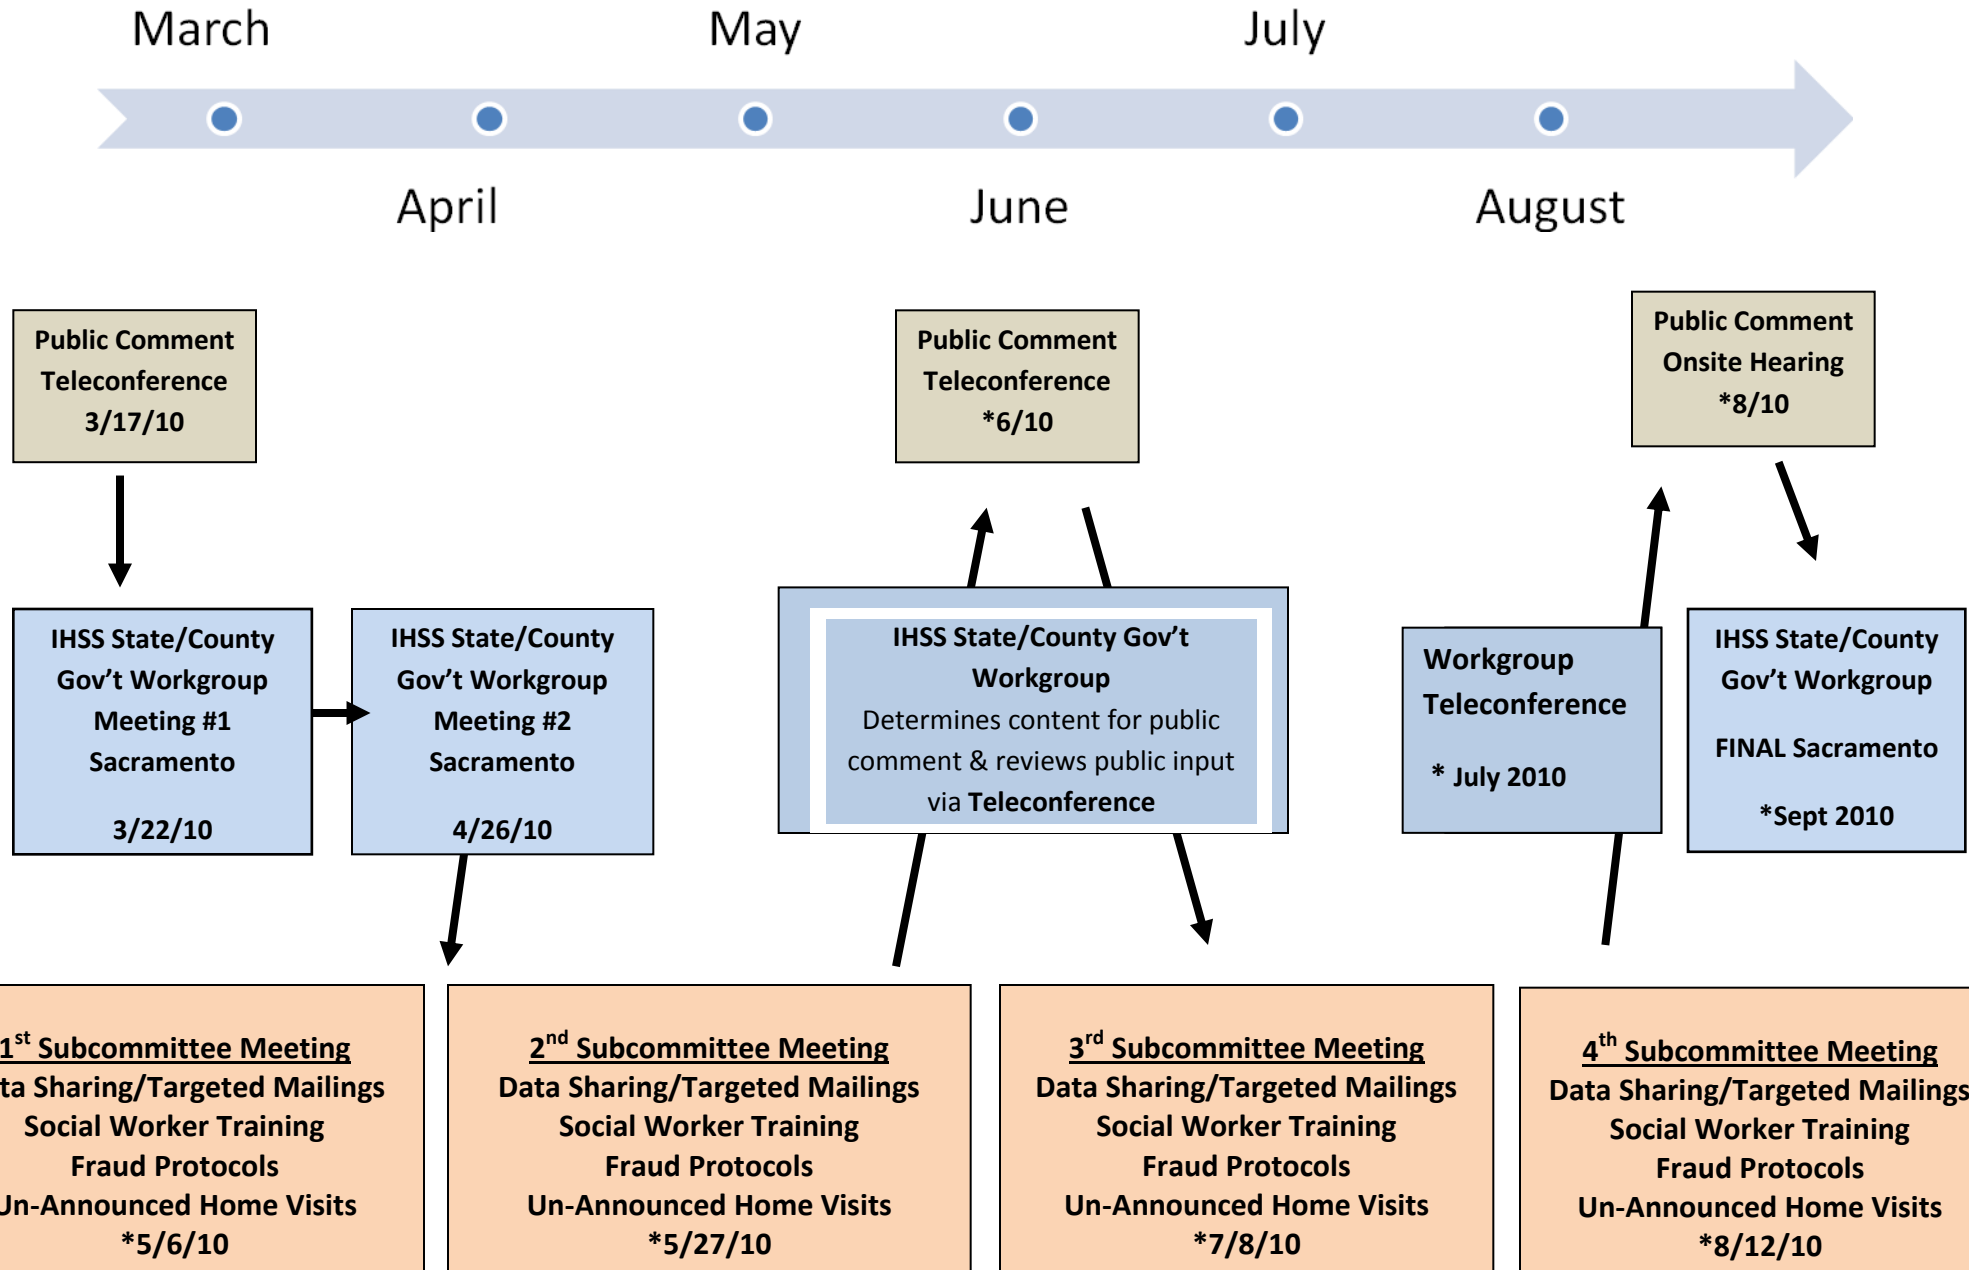 March
May
July
April
June
August
Public Comment
Teleconference
3/17/10
Public Comment
Teleconference
*6/10
Public Comment
Onsite Hearing
*8/10
IHSS State/County
Gov't Workgroup
Meeting #1
Sacramento
3/22/10
IHSS State/County
Gov't Workgroup
Meeting #2
Sacramento
4/26/10
IHSS State/County Gov't
Workgroup
Determines content for public
comment & reviews public input
via Teleconference
Workgroup
Teleconference
* July 2010
IHSS State/County
Gov't Workgroup
FINAL Sacramento
*Sept 2010
1st Subcommittee Meeting
ta Sharing/Targeted Mailings
Social Worker Training
Fraud Protocols
Un-Announced Home Visits
*5/6/10
2nd Subcommittee Meeting
Data Sharing/Targeted Mailings
Social Worker Training
Fraud Protocols
Un-Announced Home Visits
*5/27/10
3rd Subcommittee Meeting
Data Sharing/Targeted Mailings
Social Worker Training
Fraud Protocols
Un-Announced Home Visits
*7/8/10
4th Subcommittee Meeting
Data Sharing/Targeted Mailings
Social Worker Training
Fraud Protocols
Un-Announced Home Visits
*8/12/10